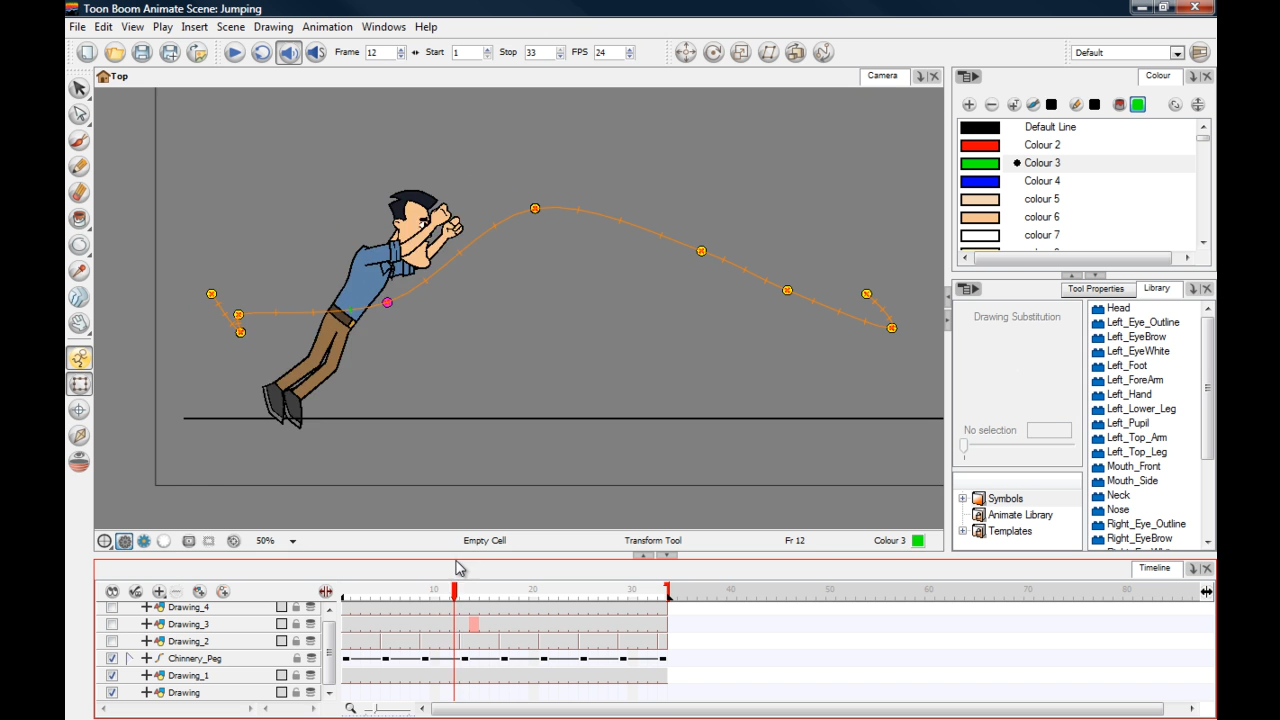 Toon Boom Animate Scene: Jumping
File Edit View Play Insert Scene Drawing Animation Windows Help
Frame 12 Start 1 Stop 33 FPS 24 Default
Top Camera Colour
Default Line
Colour 2
Colour 3
Colour 4
colour 5
colour 6
colour 7
Tool Properties Library
Drawing Substitution
No selection
Head
Left_Eye_Outline
Left_EyeBrow
Left_EyeWhite
Left_Foot
Left_ForeArm
Left_Hand
Left_Lower_Leg
Left_Pupil
Left_Top_Arm
Left_Top_Leg
Mouth_Front
Mouth_Side
Neck
Nose
Right_Eye_Outline
Right_EyeBrow
Symbols
Animate Library
Templates
50% Empty Cell Transform Tool Fr 12 Colour 3
Timeline
10 20 30 40 50 60 70 80
Drawing_4
Drawing_3
Drawing_2
Chinnery_Peg
Drawing_1
Drawing